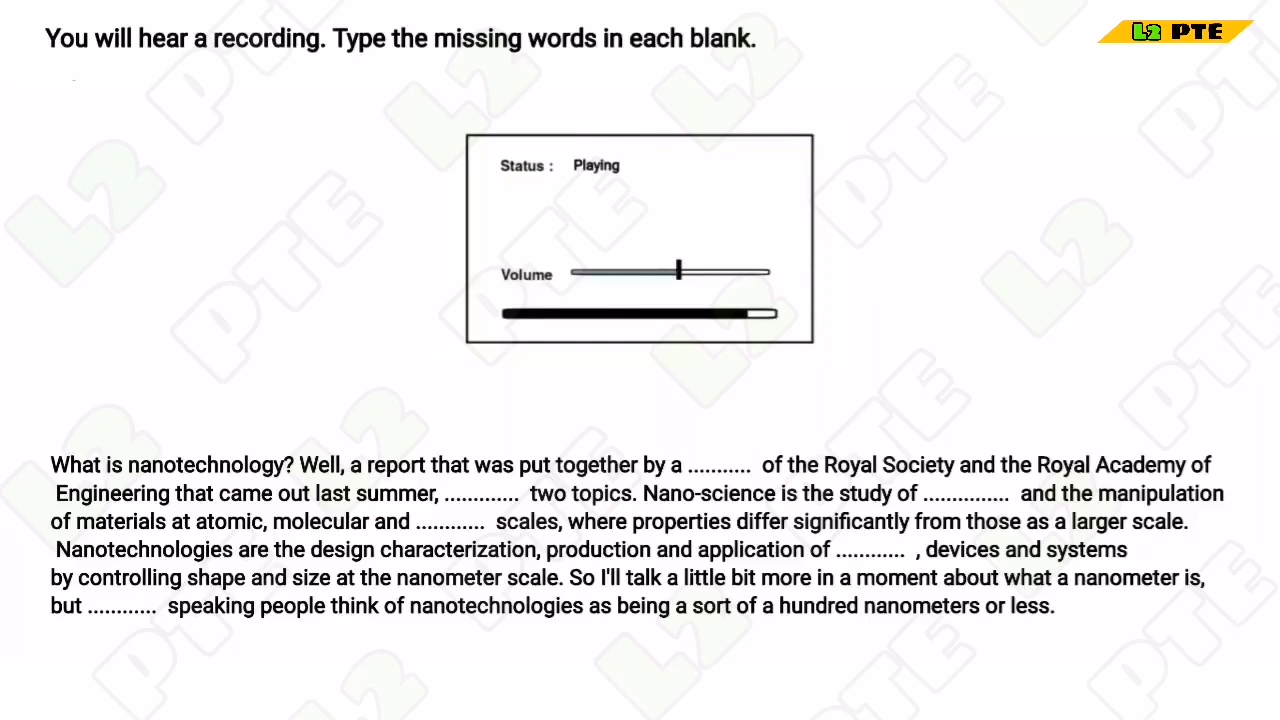 You will hear a recording. Type the missing words in each blank.
L2 PTE
Status : Playing
Volume
What is nanotechnology? Well, a report that was put together by a ........... of the Royal Society and the Royal Academy of
Engineering that came out last summer, ............. two topics. Nano-science is the study of ............... and the manipulation
of materials at atomic, molecular and ............ scales, where properties differ significantly from those as a larger scale.
Nanotechnologies are the design characterization, production and application of ............ , devices and systems
by controlling shape and size at the nanometer scale. So I'll talk a little bit more in a moment about what a nanometer is,
but ............ speaking people think of nanotechnologies as being a sort of a hundred nanometers or less.